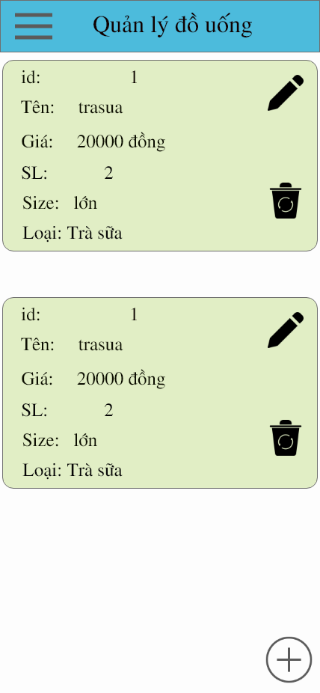 Quản lý đồ uống
id: 1
Tên: trasua
Giá: 20000 đồng
SL: 2
Size: lớn
Loại: Trà sữa
id: 1
Tên: trasua
Giá: 20000 đồng
SL: 2
Size: lớn
Loại: Trà sữa